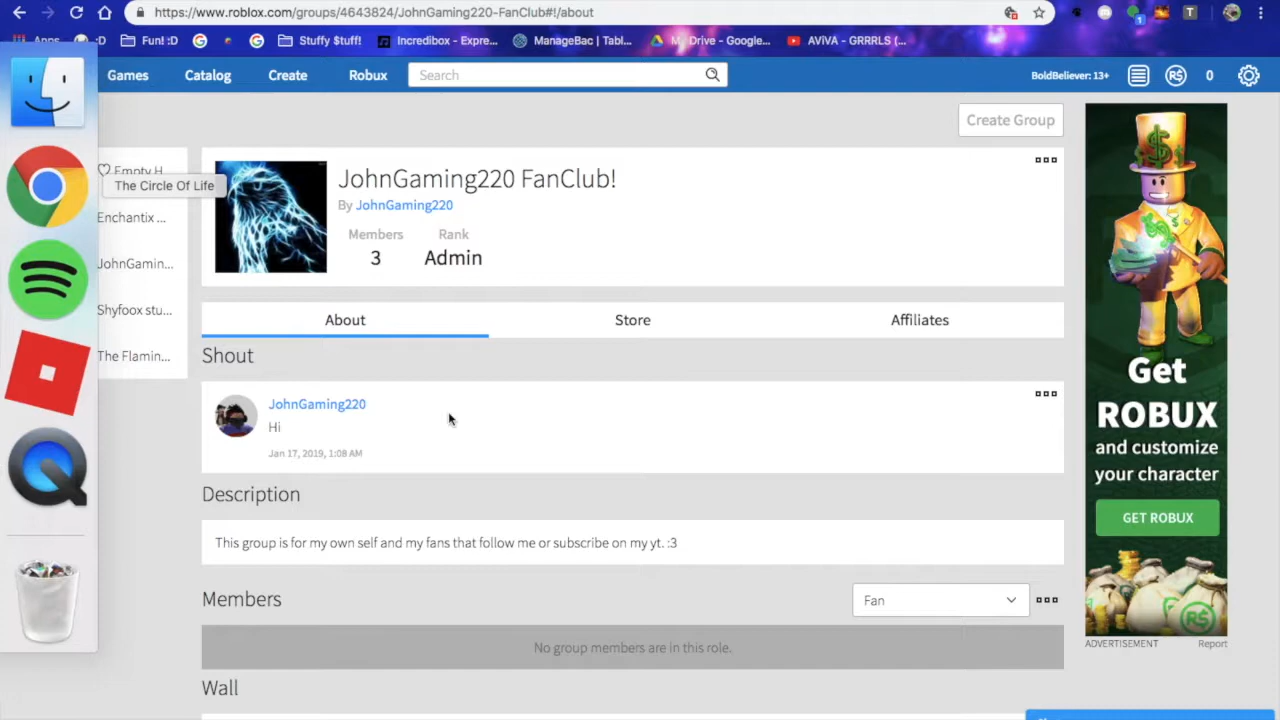 https://www.roblox.com/groups/4643824/JohnGaming220-FanClub#!/about
Apps
Fun! :D
Stuffy $tuff!
Incredibox - Expre...
ManageBac | Tabl...
My Drive - Google...
AViVA - GRRRLS (...
Games
Catalog
Create
Robux
Search
BoldBeliever: 13+
0
Create Group
♡ Empty H
The Circle Of Life
Enchantix ...
JohnGamin...
Shyfoox stu...
The Flamin...
JohnGaming220 FanClub!
By JohnGaming220
Members
Rank
3
Admin
About
Store
Affiliates
Shout
JohnGaming220
Hi
Jan 17, 2019, 1:08 AM
Description
This group is for my own self and my fans that follow me or subscribe on my yt. :3
Members
Fan
No group members are in this role.
Wall
Get
ROBUX
and customize
your character
GET ROBUX
ADVERTISEMENT
Report